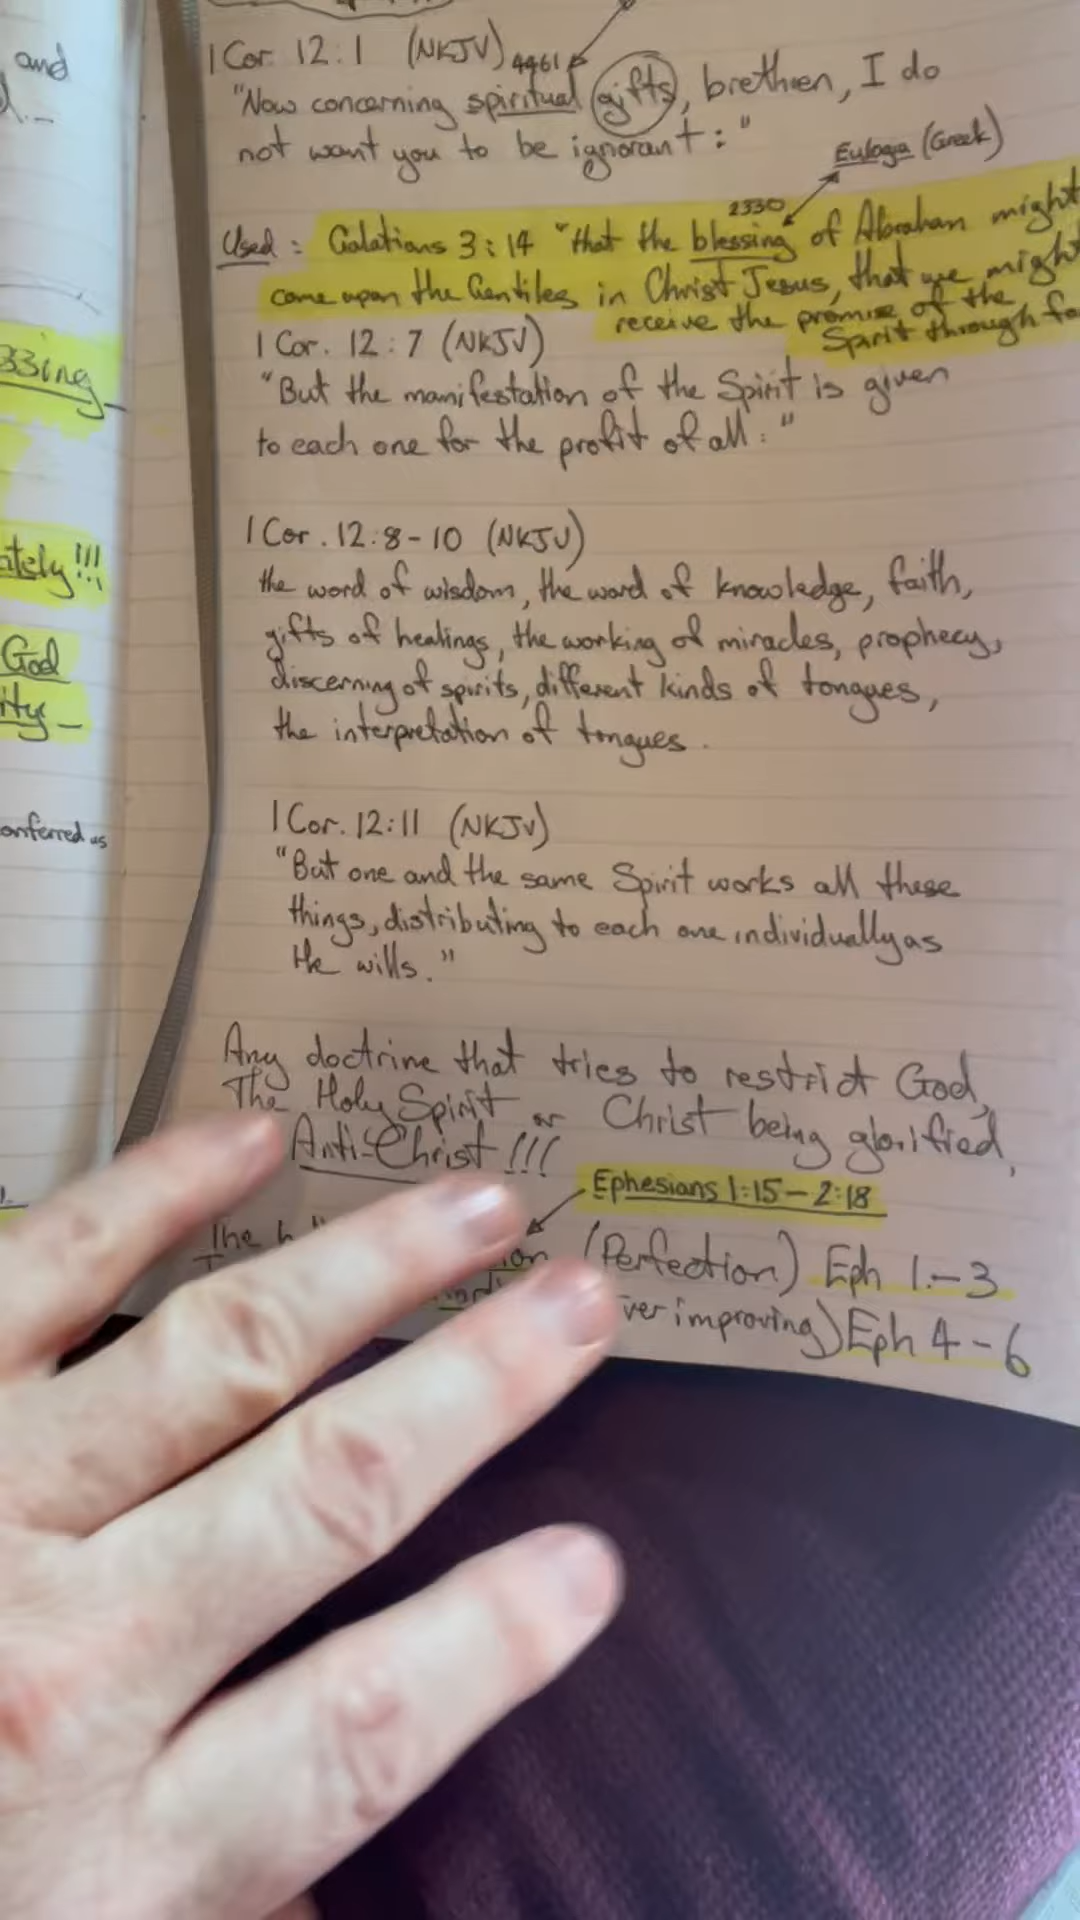 and
1 Cor. 12:1 (NKJV) 4461
"Now concerning spiritual gifts, brethren, I do
not want you to be ignorant:"
Eulogia (Greek)
2330
Used: Galatians 3:14 "that the blessing of Abraham might
come upon the Gentiles in Christ Jesus, that we might
receive the promise of the
Spirit through fa
1 Cor. 12:7 (NKJV)
"But the manifestation of the Spirit is given
to each one for the profit of all:"
1 Cor. 12:8-10 (NKJV)
the word of wisdom, the word of knowledge, faith,
gifts of healings, the working of miracles, prophecy,
discerning of spirits, different kinds of tongues,
the interpretation of tongues.
1 Cor. 12:11 (NKJV)
"But one and the same Spirit works all these
things, distributing to each one individually as
He wills."
Any doctrine that tries to restrict God,
The Holy Spirit or Christ being glorified,
Anti-Christ!!!
Ephesians 1:15-2:18
The
(Perfection) Eph 1-3
ver improving) Eph 4-6
ssing
ately!!!
God
ity
onferred us